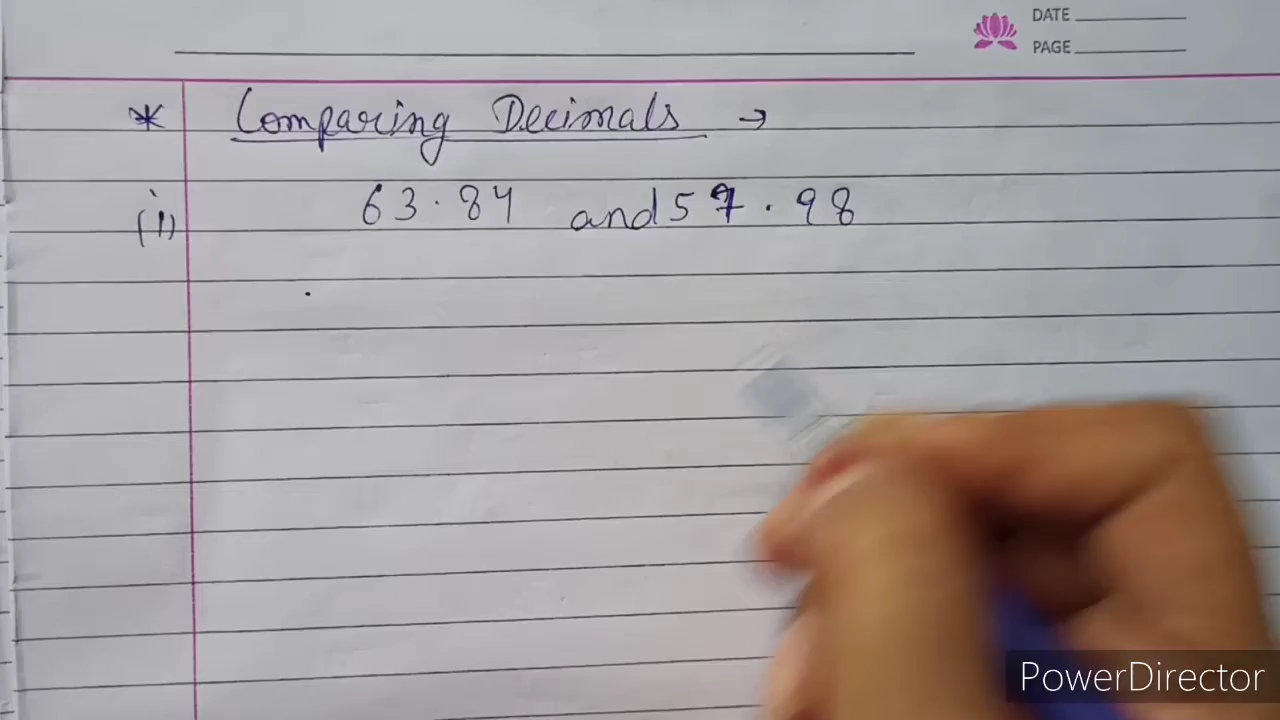 DATE
PAGE
* Comparing Decimals →
(i) 63.84 and 57.98
PowerDirector